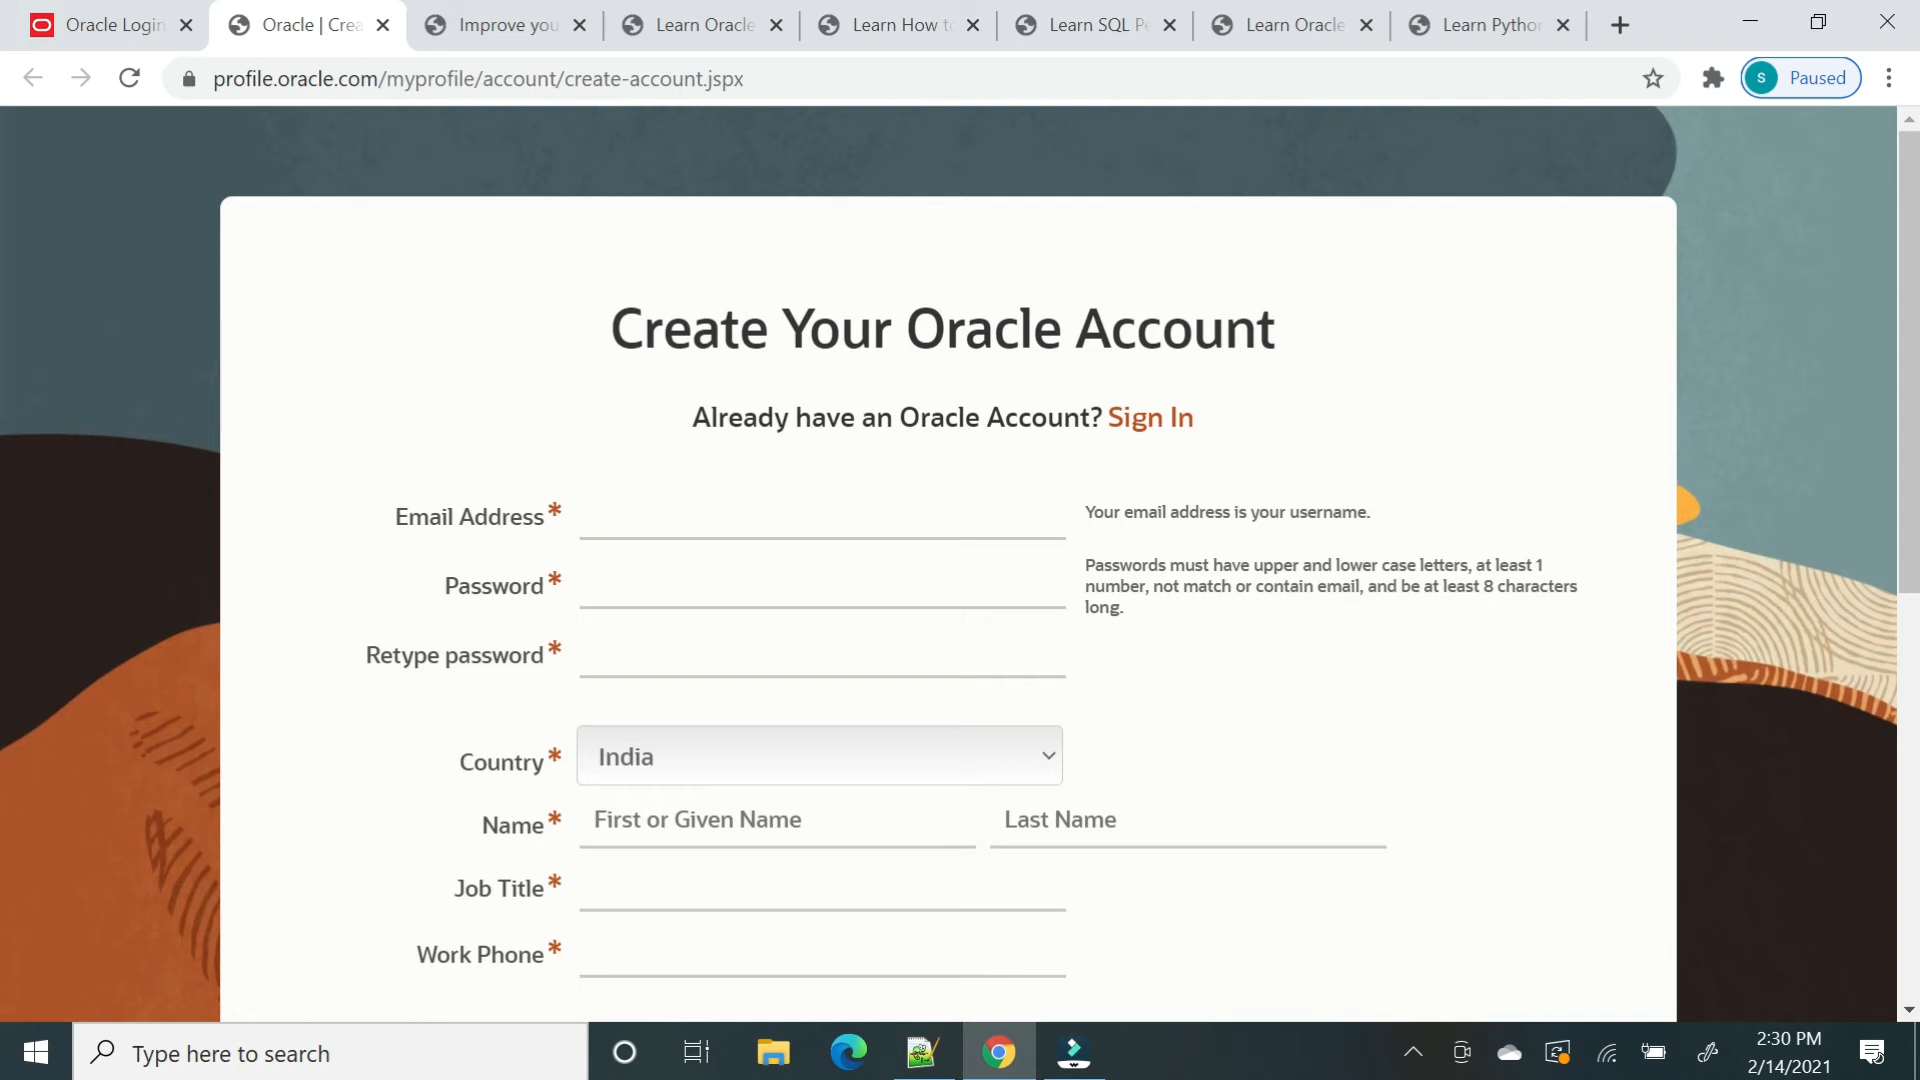 Oracle Login
Oracle | Crea
Improve you
Learn Oracle
Learn How to
Learn SQL Pe
Learn Oracle
Learn Python
profile.oracle.com/myprofile/account/create-account.jspx
S
Paused
Create Your Oracle Account
Already have an Oracle Account? Sign In
Email Address*
Your email address is your username.
Password*
Passwords must have upper and lower case letters, at least 1
number, not match or contain email, and be at least 8 characters
long.
Retype password*
Country*
India
Name*
First or Given Name
Last Name
Job Title*
Work Phone*
Type here to search
2:30 PM
2/14/2021